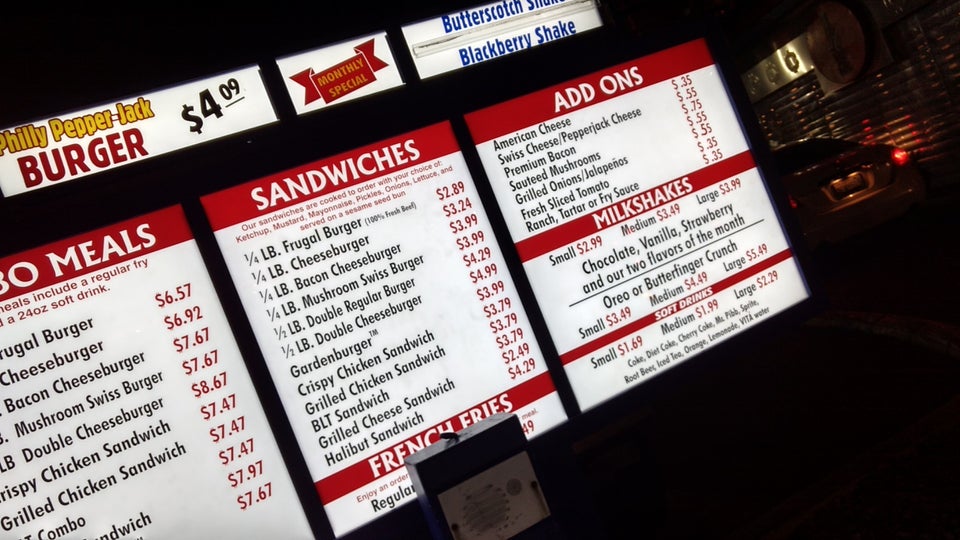 Philly Pepper-Jack
BURGER
$4.09
MONTHLY
SPECIAL
Butterscotch Shake
Blackberry Shake
BO MEALS
meals include a regular fry
d a 24oz soft drink.
rugal Burger $6.57
Cheeseburger $6.92
. Bacon Cheeseburger $7.67
. Mushroom Swiss Burger $7.67
LB Double Cheeseburger $8.67
rispy Chicken Sandwich $7.47
Grilled Chicken Sandwich $7.47
T Combo $7.47
ndwich $7.97
$7.67
SANDWICHES
Our sandwiches are cooked to order with your choice of:
Ketchup, Mustard, Mayonnaise, Pickles, Onions, Lettuce, and
served on a sesame seed bun
1/4 LB. Frugal Burger (100% Fresh Beef) $2.89
1/4 LB. Cheeseburger $3.24
1/4 LB. Bacon Cheeseburger $3.99
1/4 LB. Mushroom Swiss Burger $3.99
1/2 LB. Double Regular Burger $4.29
1/2 LB. Double Cheeseburger $4.99
Gardenburger™ $3.99
Crispy Chicken Sandwich $3.79
Grilled Chicken Sandwich $3.79
BLT Sandwich $3.79
Grilled Cheese Sandwich $2.49
Halibut Sandwich $4.29
FRENCH FRIES
Enjoy an order meal.
Regular 49
ADD ONS
American Cheese $ .35
Swiss Cheese/Pepperjack Cheese $ .55
Premium Bacon $ .75
Sauteed Mushrooms $ .55
Grilled Onions/Jalapeños $ .55
Fresh Sliced Tomato $ .35
Ranch, Tartar or Fry Sauce $ .35
MILKSHAKES
Small $2.99 Medium $3.49 Large $3.99
Chocolate, Vanilla, Strawberry
and our two flavors of the month
Oreo or Butterfinger Crunch
Small $3.49 Medium $4.49 Large $5.49
SOFT DRINKS
Small $1.69 Medium $1.99 Large $2.29
Coke, Diet Coke, Cherry Coke, Mr. Pibb, Sprite,
Root Beer, Iced Tea, Orange, Lemonade, VITA water